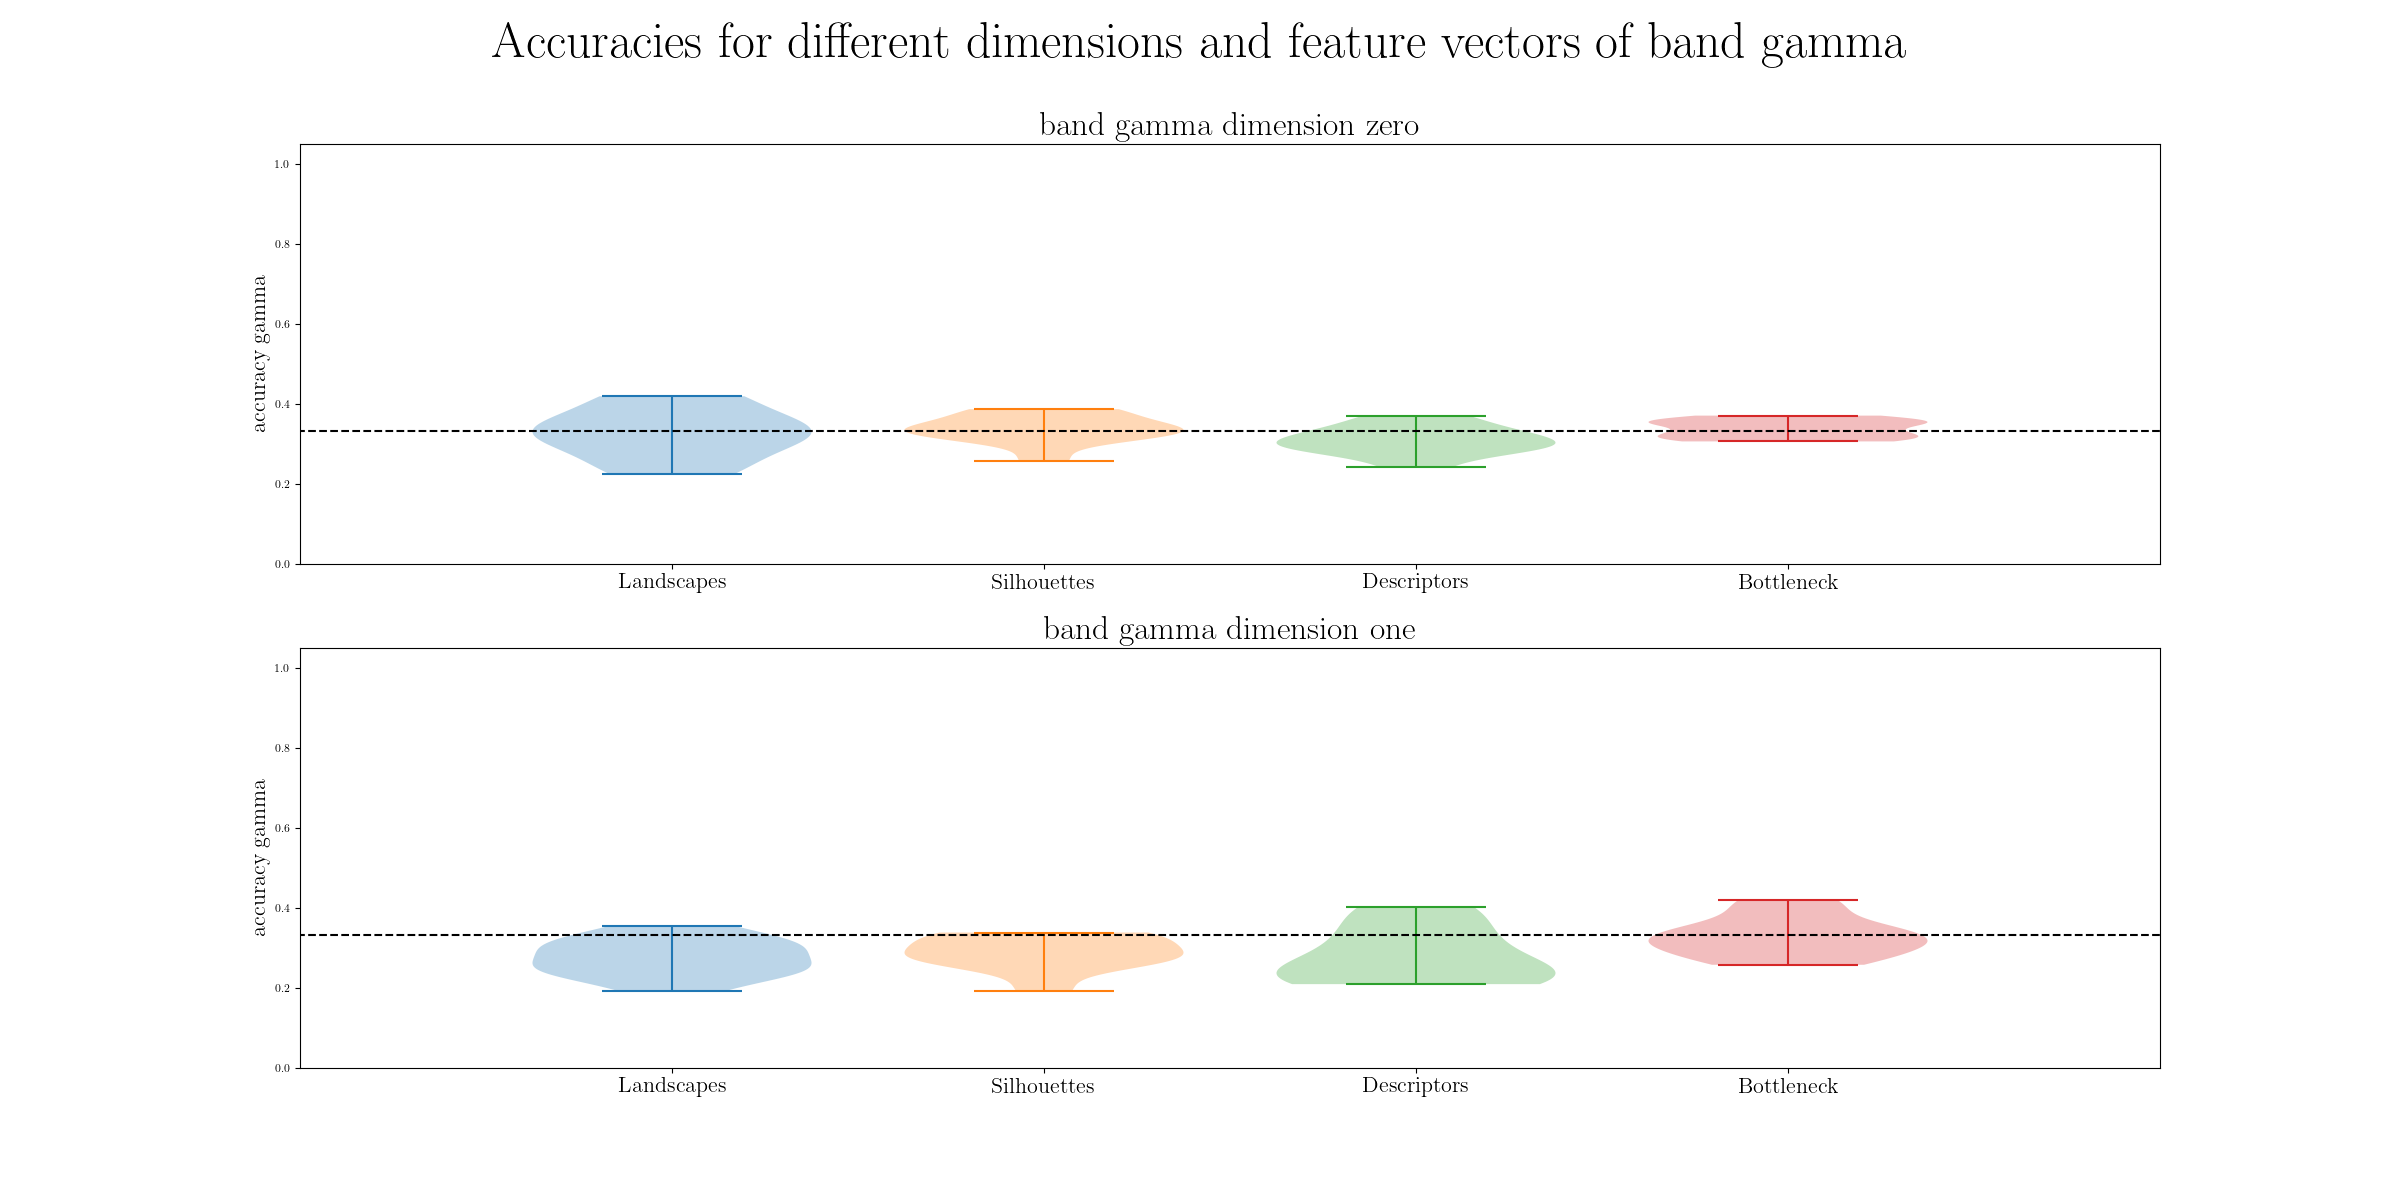 Accuracies for different dimensions and feature vectors of band gamma
band gamma dimension zero
1.0
0.8
0.6
0.4
0.2
0.0
accuracy gamma
Landscapes Silhouettes Descriptors Bottleneck
band gamma dimension one
1.0
0.8
0.6
0.4
0.2
0.0
accuracy gamma
Landscapes Silhouettes Descriptors Bottleneck